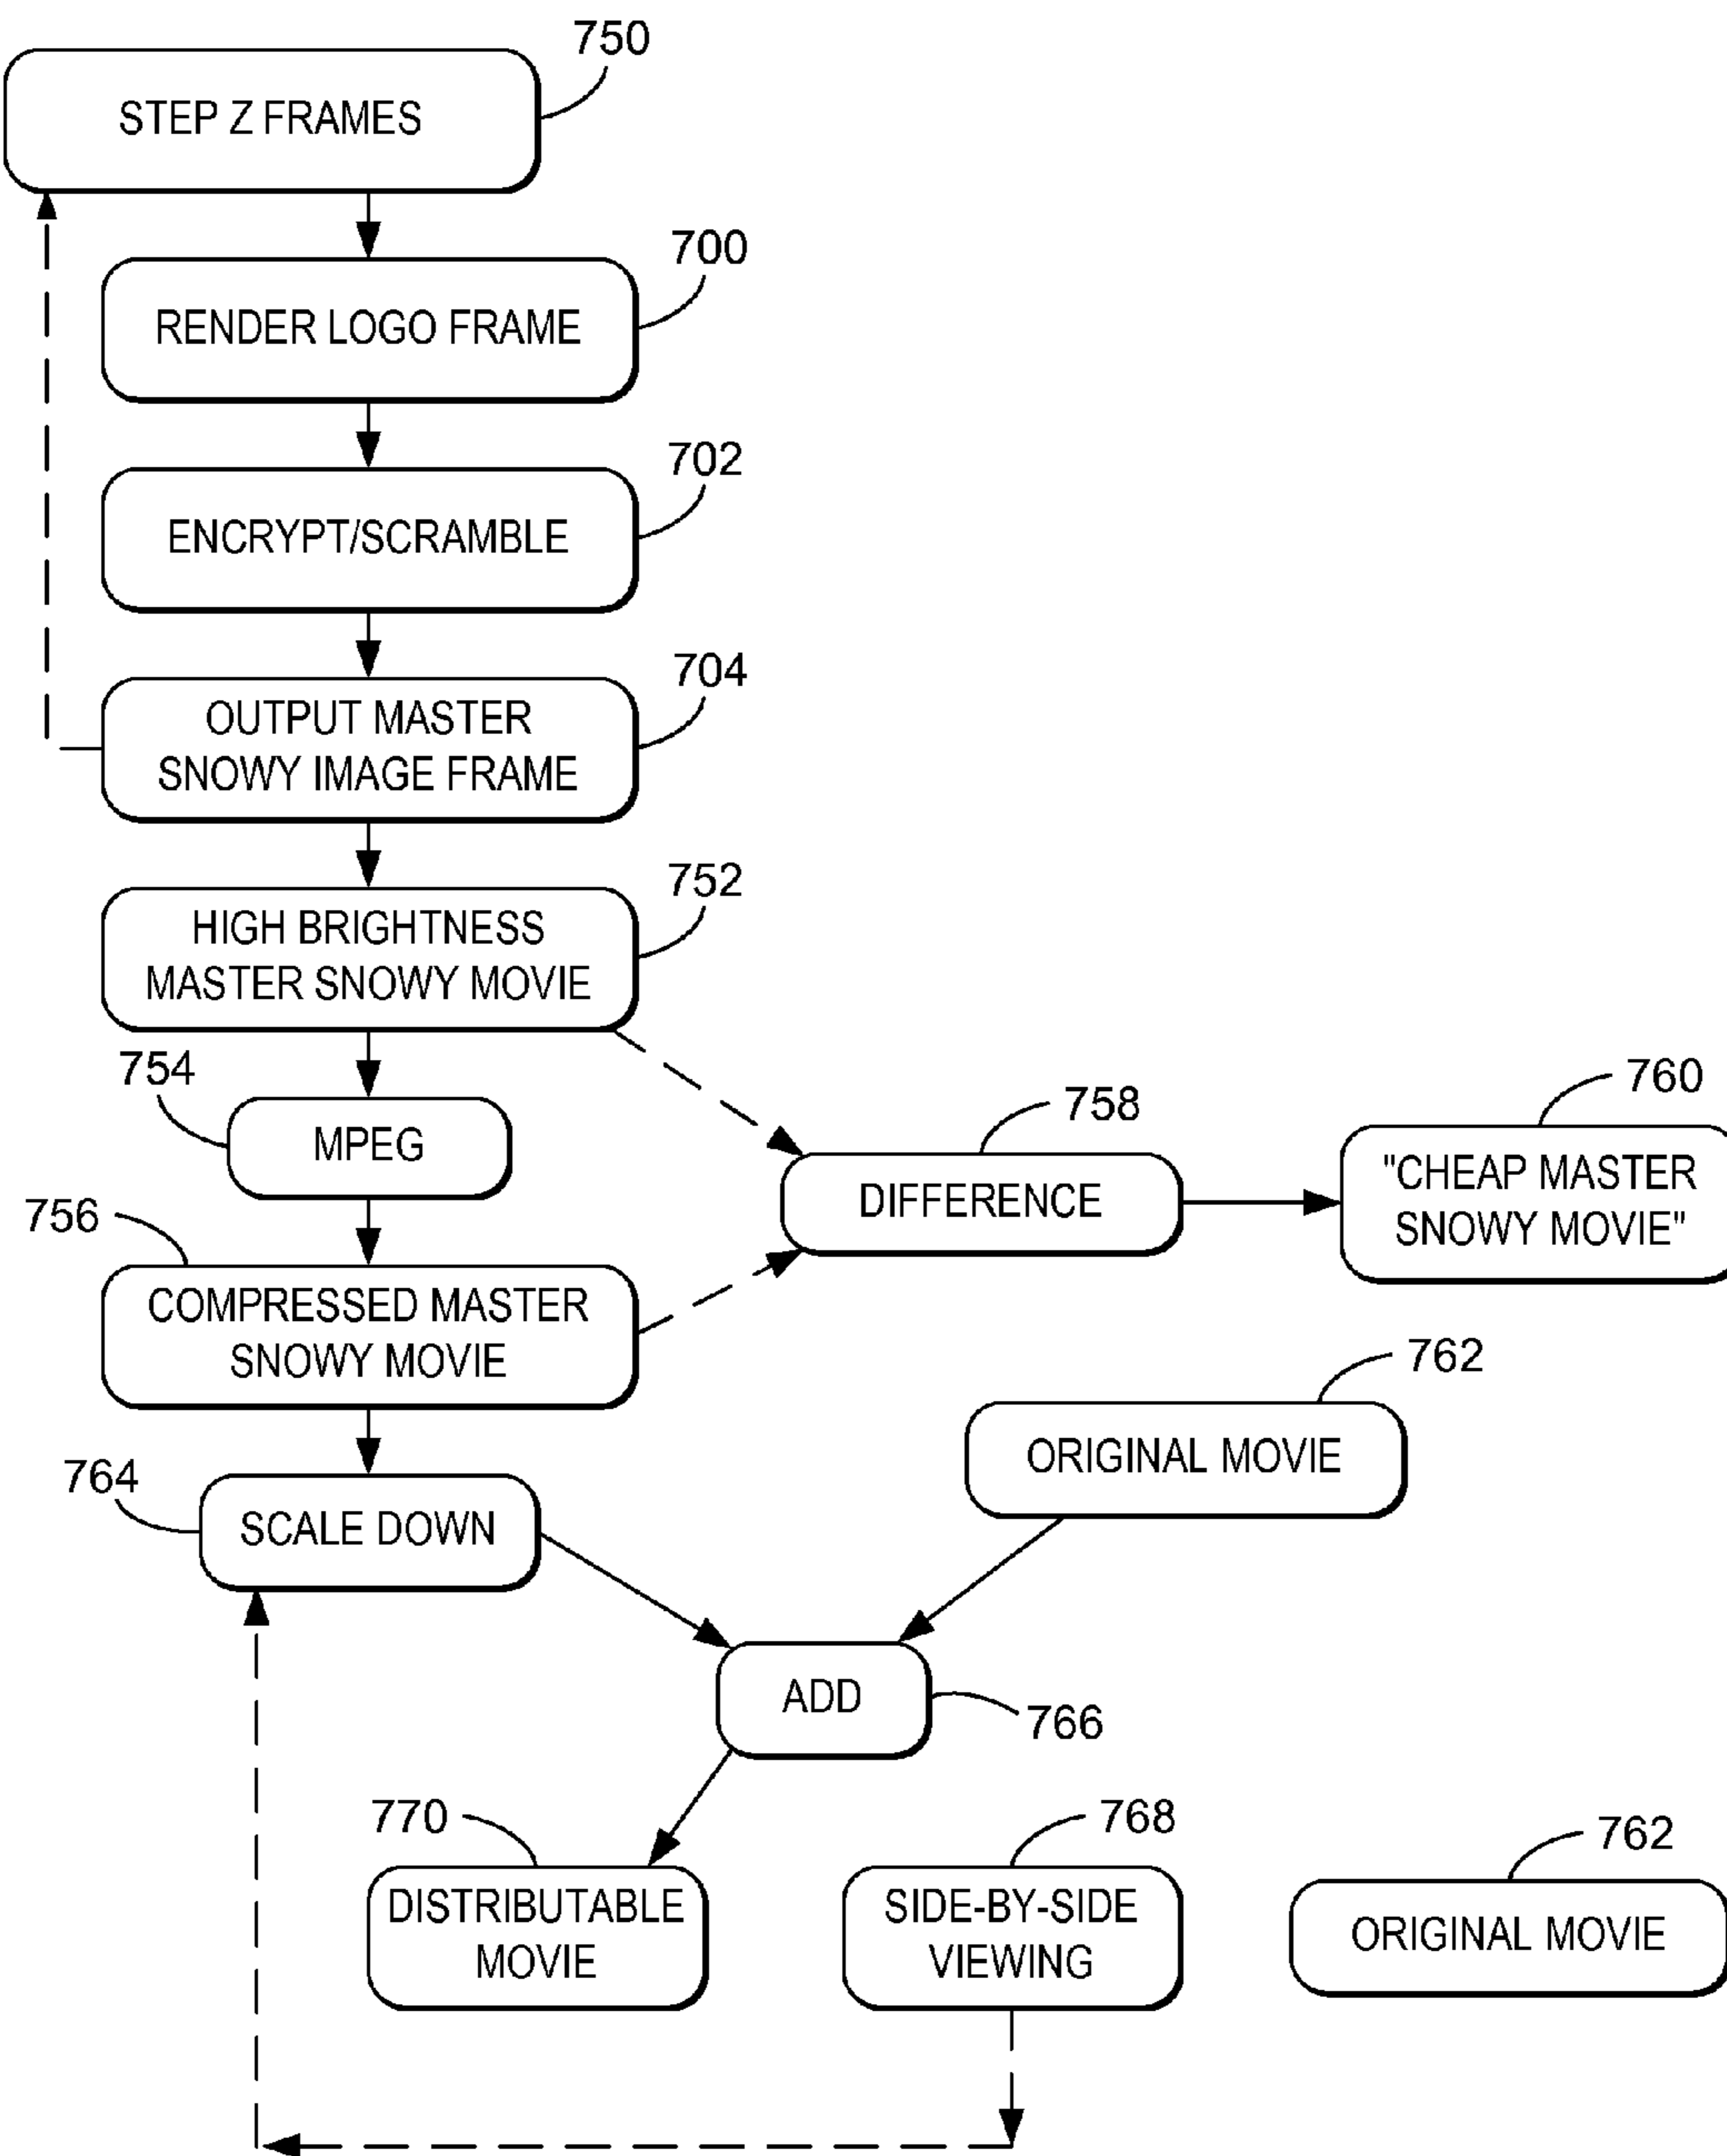 750
STEP Z FRAMES
700
RENDER LOGO FRAME
702
ENCRYPT/SCRAMBLE
704
OUTPUT MASTER
SNOWY IMAGE FRAME
752
HIGH BRIGHTNESS
MASTER SNOWY MOVIE
754
MPEG
758
DIFFERENCE
760
"CHEAP MASTER
SNOWY MOVIE"
756
COMPRESSED MASTER
SNOWY MOVIE
762
ORIGINAL MOVIE
764
SCALE DOWN
ADD
766
770
DISTRIBUTABLE
MOVIE
768
SIDE-BY-SIDE
VIEWING
762
ORIGINAL MOVIE